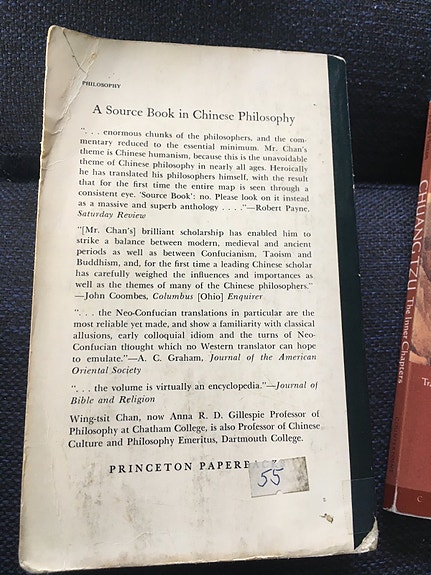 PHILOSOPHY
A Source Book in Chinese Philosophy
". . . enormous chunks of the philosophers, and the com-
mentary reduced to the essential minimum. Mr. Chan's
theme is Chinese humanism, because this is the unavoidable
theme of Chinese philosophy in nearly all ages. Heroically
he has translated his philosophers himself, with the result
that for the first time the entire map is seen through a
consistent eye. 'Source Book': no. Please look on it instead
as a massive and superb anthology . . . ."—Robert Payne,
Saturday Review
"[Mr. Chan's] brilliant scholarship has enabled him to
strike a balance between modern, medieval and ancient
periods as well as between Confucianism, Taoism and
Buddhism, and, for the first time a leading Chinese scholar
has carefully weighed the influences and importances as
well as the themes of many of the Chinese philosophers."
—John Coombes, Columbus [Ohio] Enquirer
". . . the Neo-Confucian translations in particular are the
most reliable yet made, and show a familiarity with classical
allusions, early colloquial idiom and the turns of Neo-
Confucian thought which no Western translator can hope
to emulate."—A. C. Graham, Journal of the American
Oriental Society
". . . the volume is virtually an encyclopedia."—Journal of
Bible and Religion
Wing-tsit Chan, now Anna R. D. Gillespie Professor of
Philosophy at Chatham College, is also Professor of Chinese
Culture and Philosophy Emeritus, Dartmouth College.
PRINCETON
55
CHUANG TZU The Inner Chapters